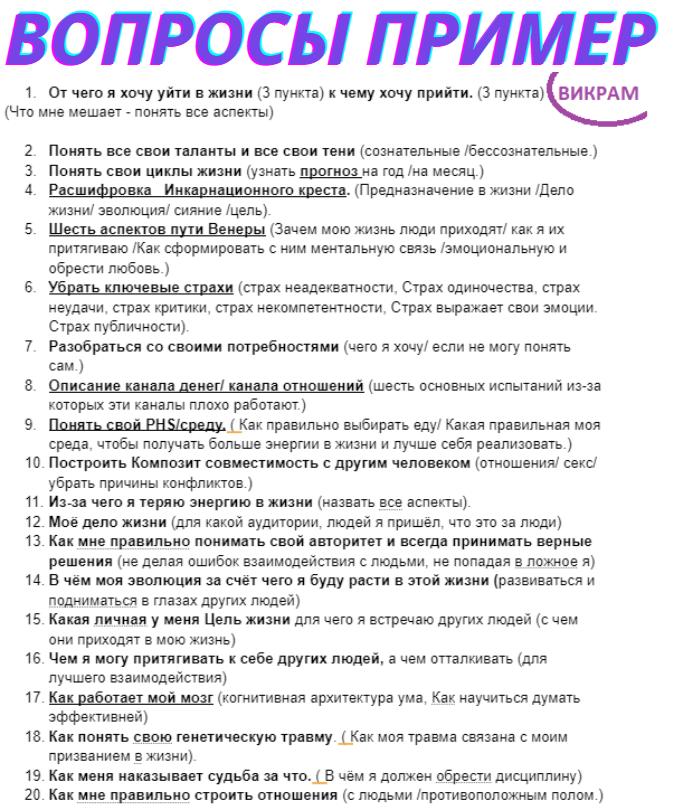 ВОПРОСЫ ПРИМЕР
1. От чего я хочу уйти в жизни (3 пункта) к чему хочу прийти. (3 пункта) ВИКРАМ
(Что мне мешает - понять все аспекты)
2. Понять все свои таланты и все свои тени (сознательные /бессознательные.)
3. Понять свои циклы жизни (узнать прогноз на год /на месяц.)
4. Расшифровка Инкарнационного креста. (Предназначение в жизни /Дело
жизни/ эволюция/ сияние /цель).
5. Шесть аспектов пути Венеры (Зачем мою жизнь люди приходят/ как я их
притягиваю /Как сформировать с ним ментальную связь /эмоциональную и
обрести любовь.)
6. Убрать ключевые страхи (страх неадекватности, Страх одиночества, страх
неудачи, страх критики, страх некомпетентности, Страх выражает свои эмоции.
Страх публичности).
7. Разобраться со своими потребностями (чего я хочу/ если не могу понять
сам.)
8. Описание канала денег/ канала отношений (шесть основных испытаний из-за
которых эти каналы плохо работают.)
9. Понять свой PHS/среду. ( Как правильно выбирать еду/ Какая правильная моя
среда, чтобы получать больше энергии в жизни и лучше себя реализовать.)
10. Построить Композит совместимость с другим человеком (отношения/ секс/
убрать причины конфликтов.)
11. Из-за чего я теряю энергию в жизни (назвать все аспекты).
12. Моё дело жизни (для какой аудитории, людей я пришёл, что это за люди)
13. Как мне правильно понимать свой авторитет и всегда принимать верные
решения (не делая ошибок взаимодействия с людьми, не попадая в ложное я)
14. В чём моя эволюция за счёт чего я буду расти в этой жизни (развиваться и
подниматься в глазах других людей)
15. Какая личная у меня Цель жизни для чего я встречаю других людей (с чем
они приходят в мою жизнь)
16. Чем я могу притягивать к себе других людей, а чем отталкивать (для
лучшего взаимодействия)
17. Как работает мой мозг (когнитивная архитектура ума, Как научиться думать
эффективней)
18. Как понять свою генетическую травму. ( Как моя травма связана с моим
призванием в жизни).
19. Как меня наказывает судьба за что. ( В чём я должен обрести дисциплину)
20. Как мне правильно строить отношения (с людьми /противоположным полом.)